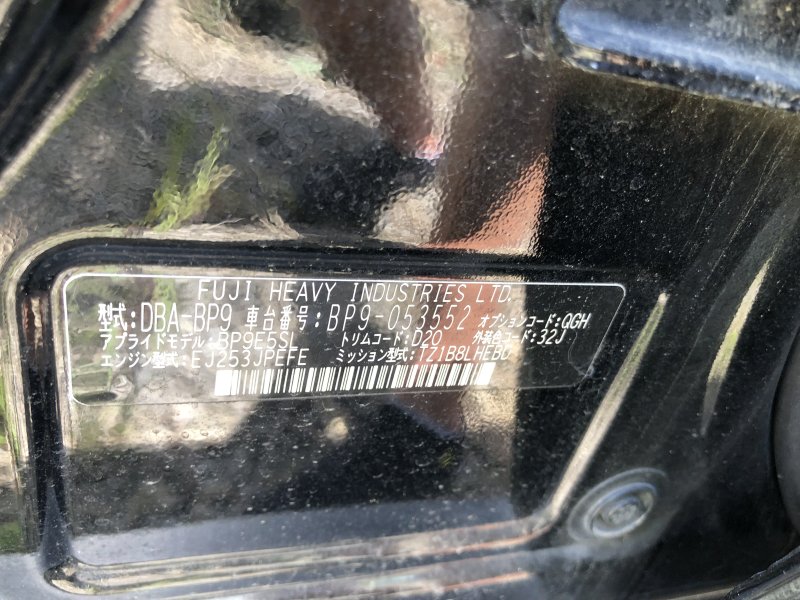 FUJI HEAVY INDUSTRIES LTD.
型式:DBA-BP9 車台番号:BP9-053552 オプションコード:QGH
アプライドモデル:BP9E5SL トリムコード:D20 外装色コード:32J
エンジン型式:EJ253JPEFE ミッション型式: